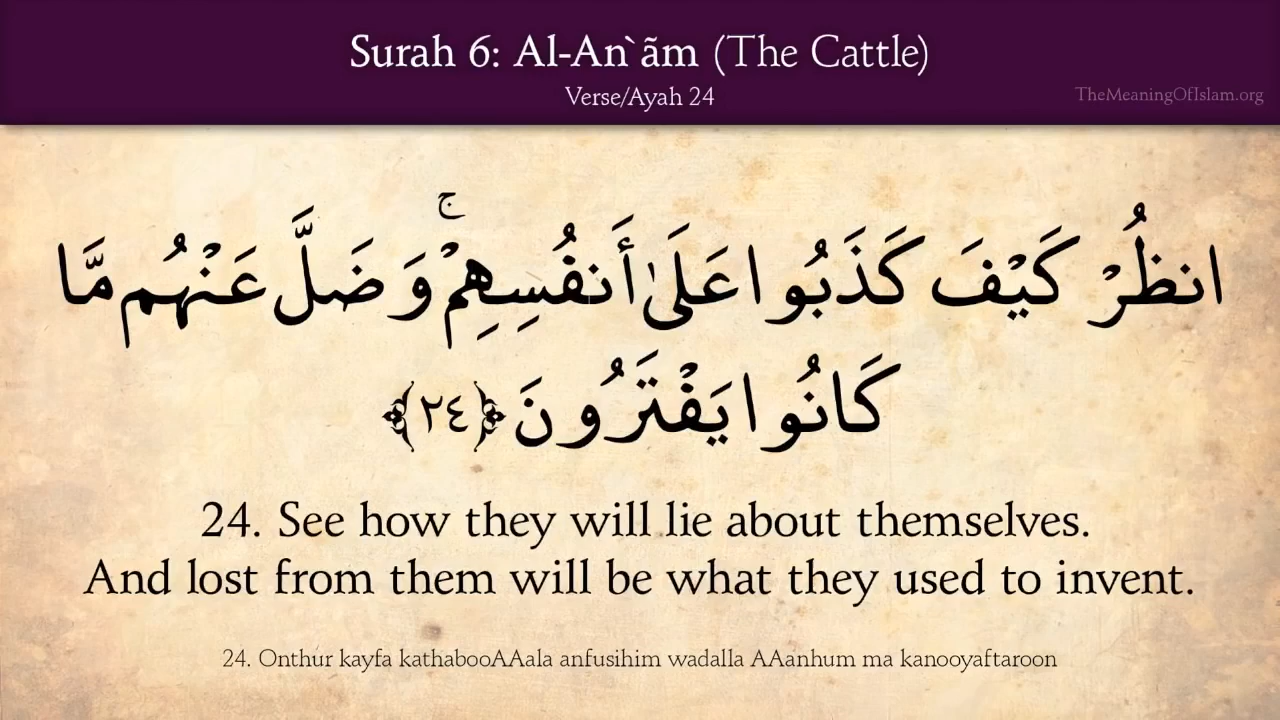 Surah 6: Al-An`ãm (The Cattle)
Verse/Ayah 24
TheMeaningOfIslam.org
انظُرْ كَيْفَ كَذَبُوا عَلَىٰ أَنفُسِهِمْ ۚ وَضَلَّ عَنْهُم مَّا
كَانُوا يَفْتَرُونَ ﴿٢٤﴾
24. See how they will lie about themselves.
And lost from them will be what they used to invent.
24. Onthur kayfa kathabooAAala anfusihim wadalla AAanhum ma kanooyaftaroon